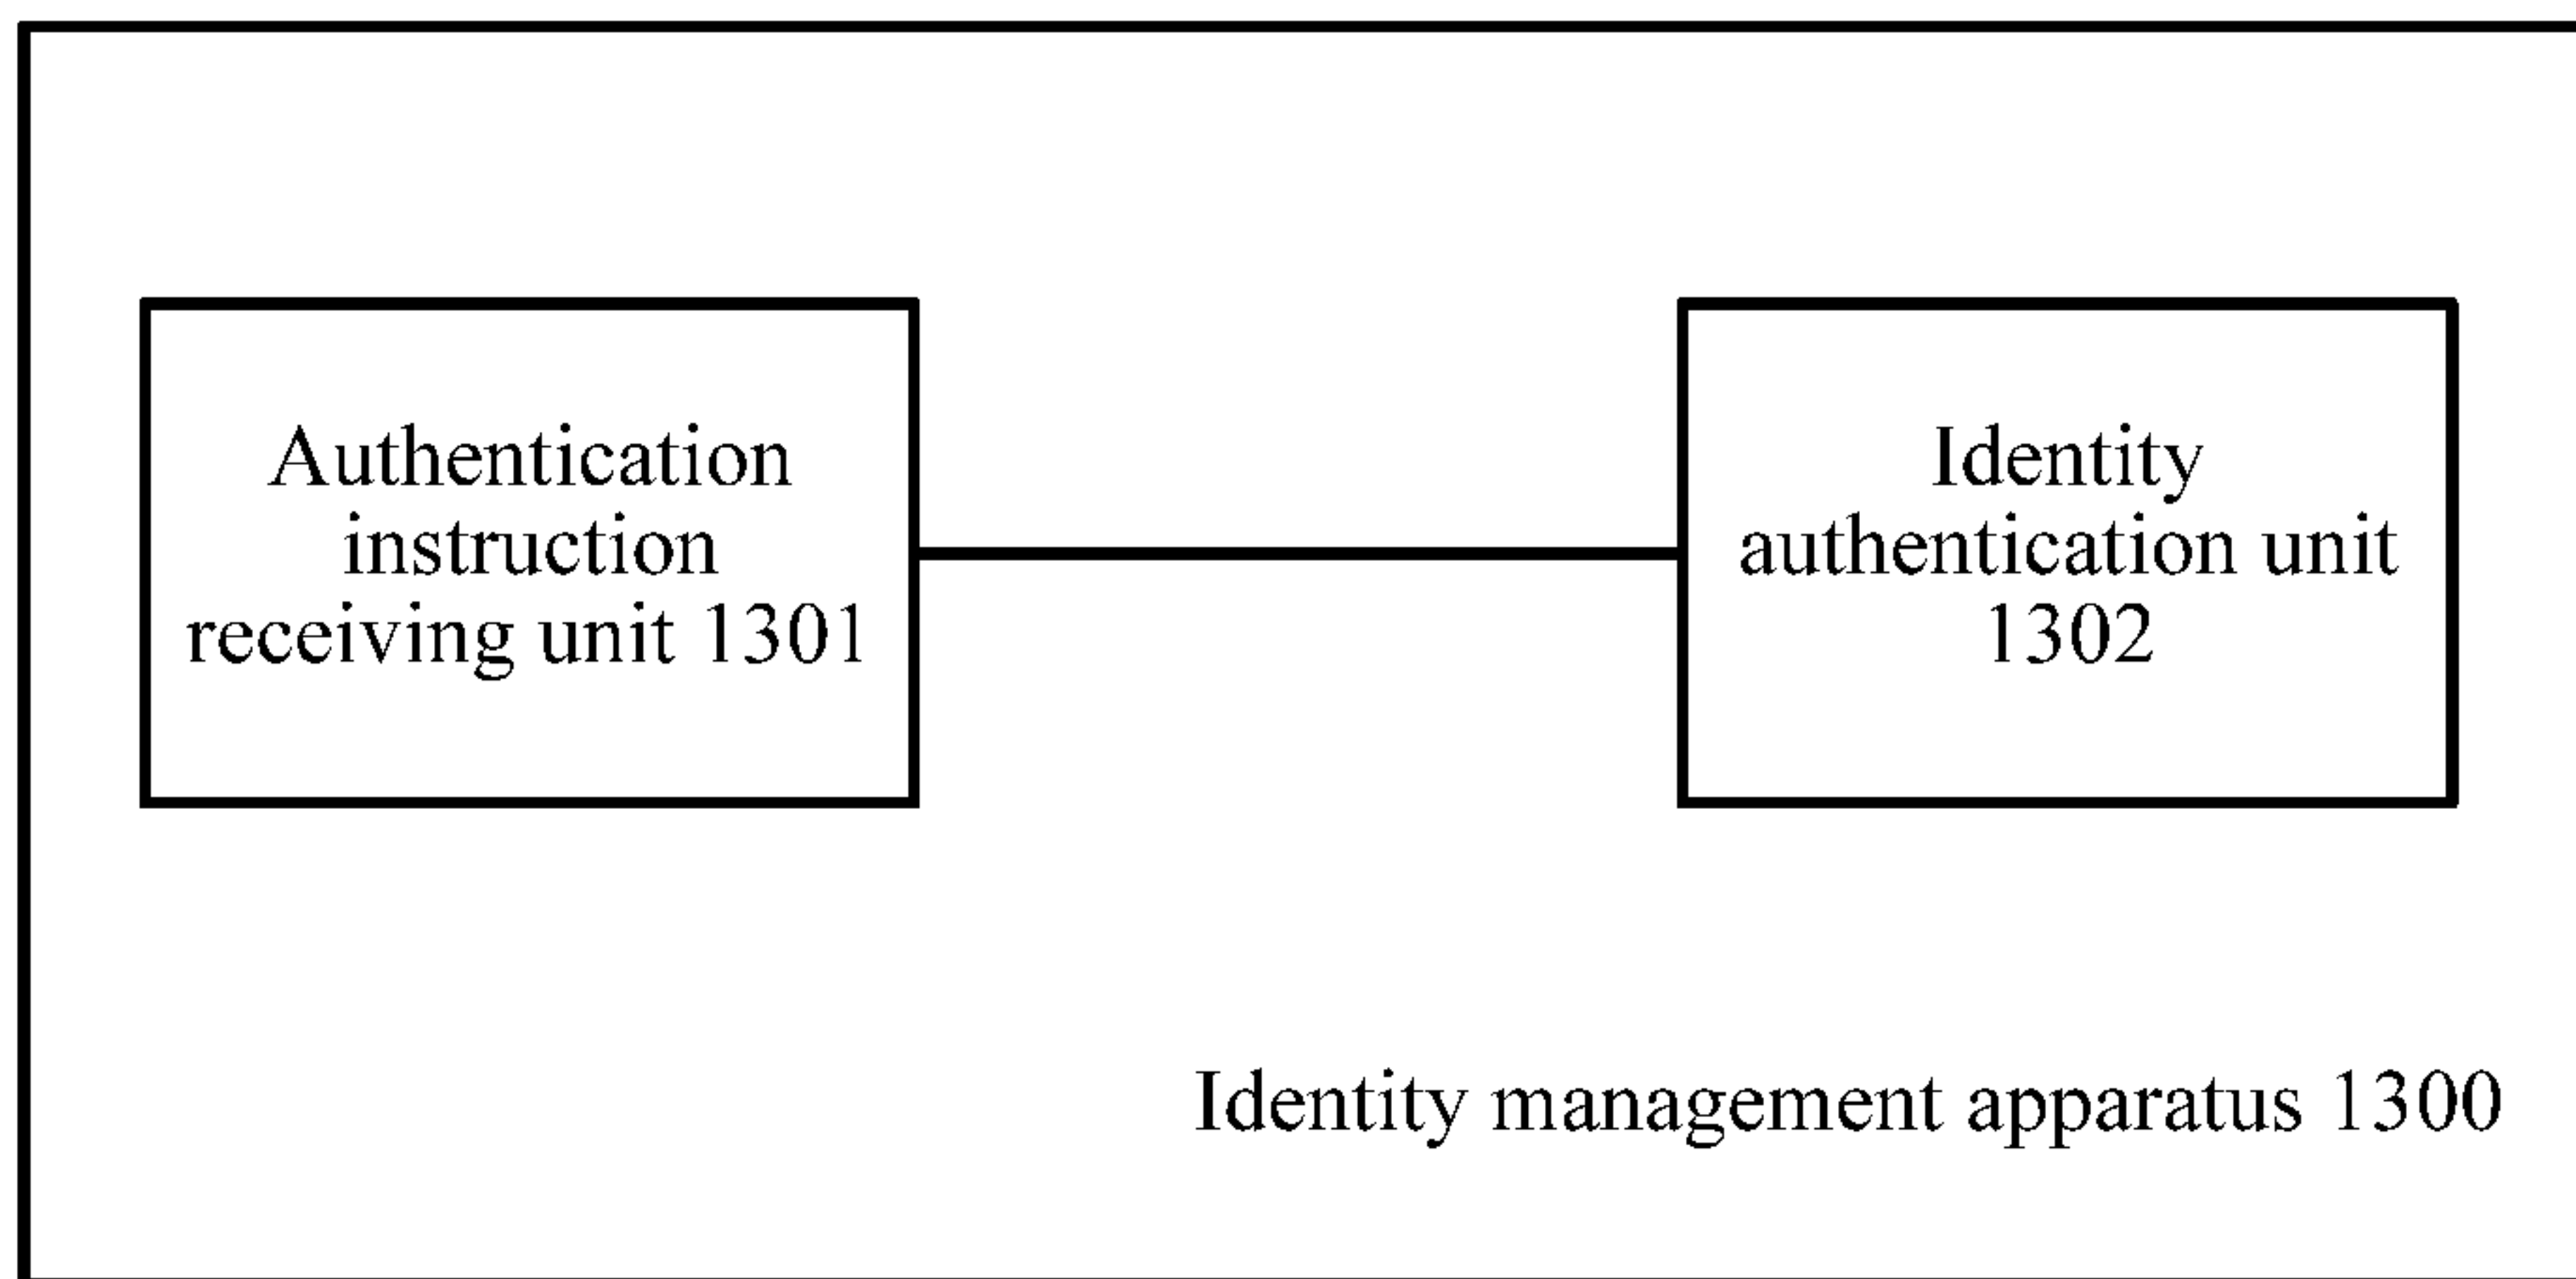 Authentication
instruction
receiving unit 1301
Identity
authentication unit
1302
Identity management apparatus 1300